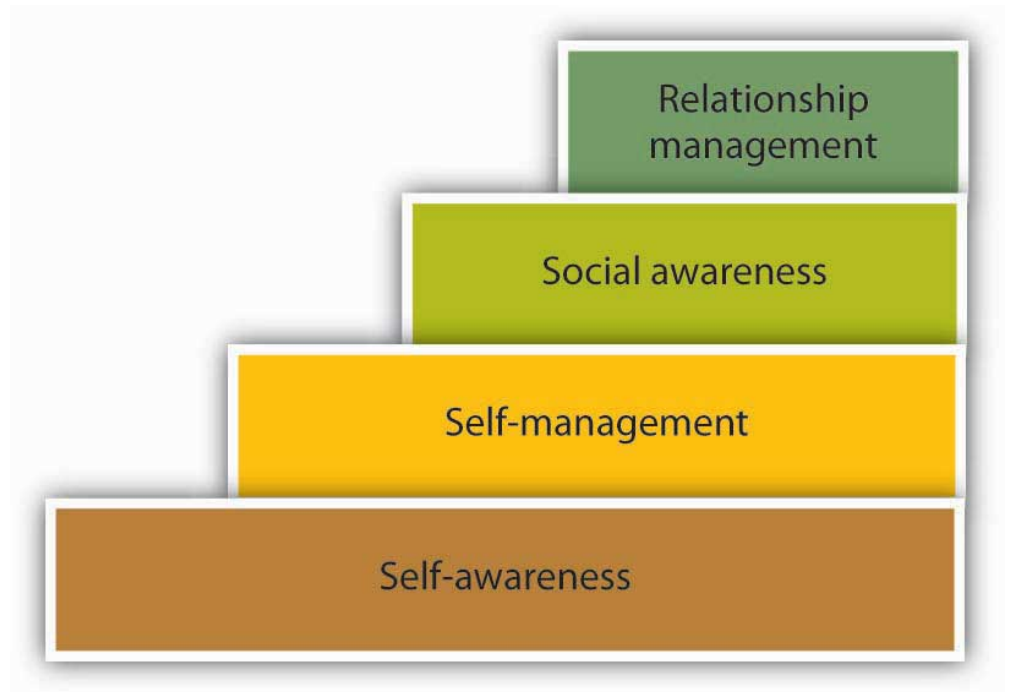 Relationship
management
Social awareness
Self-management
Self-awareness